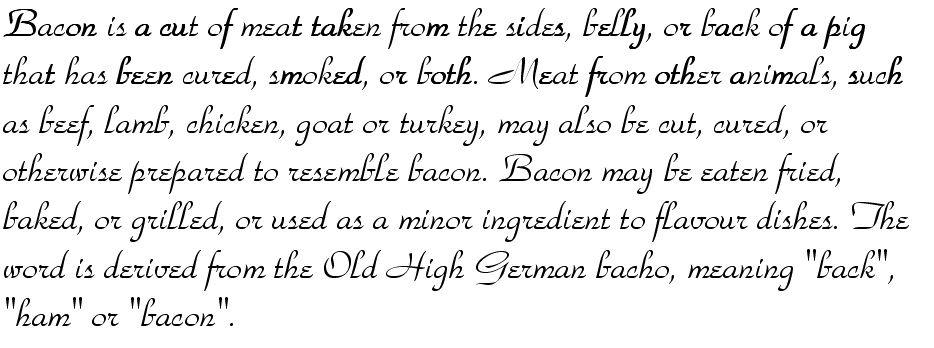 Bacon is a cut of meat taken from the sides, belly, or back of a pig
that has been cured, smoked, or both. Meat from other animals, such
as beef, lamb, chicken, goat or turkey, may also be cut, cured, or
otherwise prepared to resemble bacon. Bacon may be eaten fried,
baked, or grilled, or used as a minor ingredient to flavour dishes. The
word is derived from the Old High German bacho, meaning "back",
"ham" or "bacon".